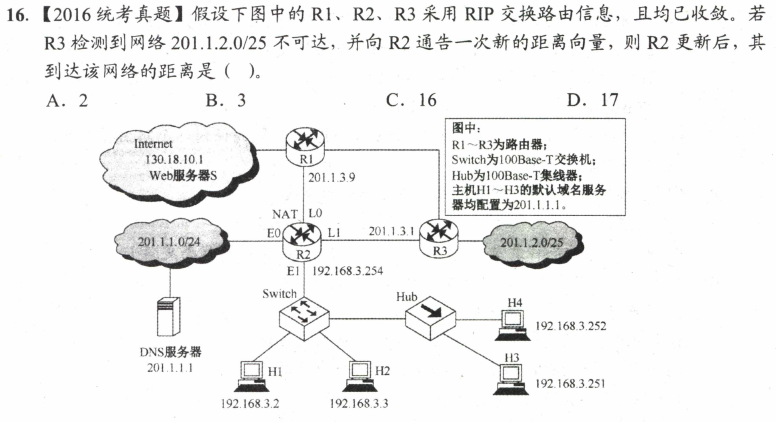 16. 【2016 统考真题】假设下图中的 R1、R2、R3 采用 RIP 交换路由信息，且均已收敛。若
R3 检测到网络 201.1.2.0/25 不可达，并向 R2 通告一次新的距离向量，则 R2 更新后，其
到达该网络的距离是（ ）。
A. 2 B. 3 C. 16 D. 17
图中：
R1～R3为路由器；
Switch为100Base-T交换机；
Hub为100Base-T集线器；
主机H1～H3的默认域名服务
器均配置为201.1.1.1。
Internet
130.18.10.1
Web服务器S
R1
201.1.3.9
NAT L0
E0 L1 201.1.3.1
201.1.1.0/24
R2
R3
201.1.2.0/25
E1 192.168.3.254
Switch
Hub
H4
192.168.3.252
DNS服务器
201.1.1.1
H1
H2
H3
192.168.3.251
192.168.3.2
192.168.3.3